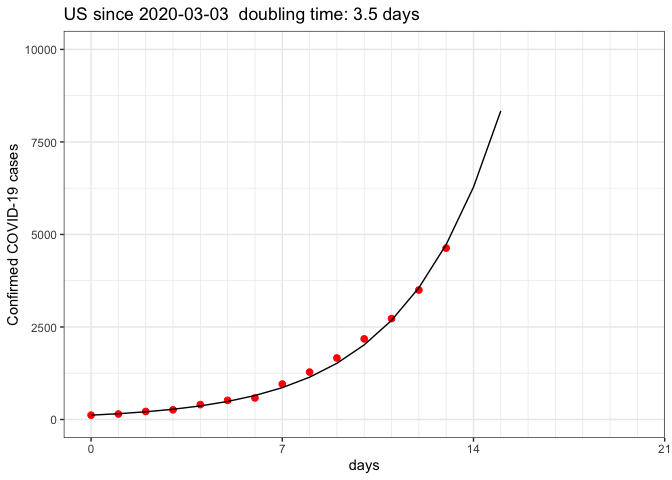 US since 2020-03-03  doubling time: 3.5 days
10000
7500
5000
2500
0
Confirmed COVID-19 cases
0 7 14 21
days